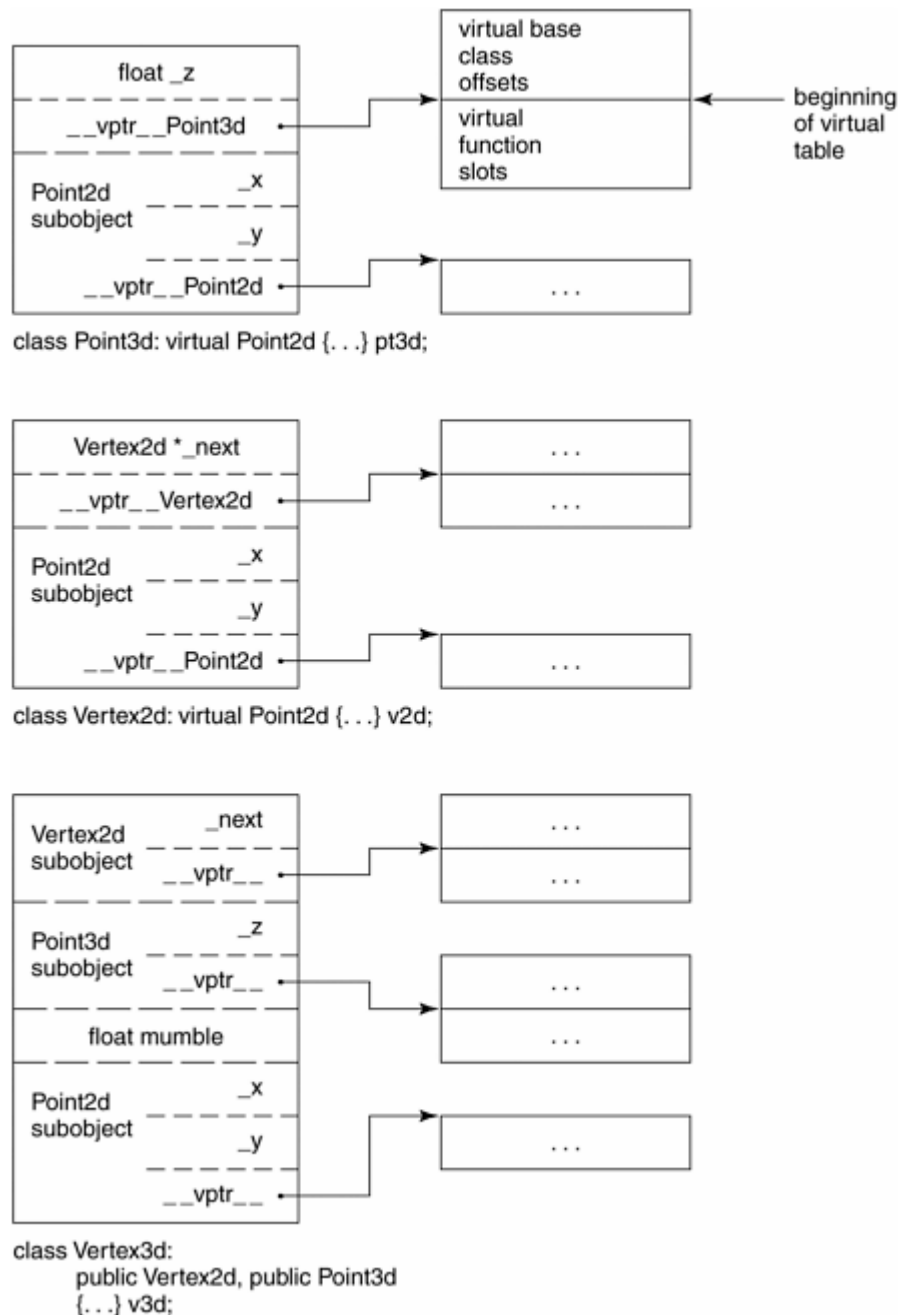 float _z
__vptr__Point3d
Point2d
subobject
_x
_y
__vptr__Point2d
virtual base
class
offsets
virtual
function
slots
beginning
of virtual
table
. . .
class Point3d: virtual Point2d {. . .} pt3d;
Vertex2d *_next
__vptr__Vertex2d
Point2d
subobject
_x
_y
__vptr__Point2d
. . .
. . .
. . .
class Vertex2d: virtual Point2d {. . .} v2d;
Vertex2d
subobject
_next
__vptr__
Point3d
subobject
_z
__vptr__
float mumble
Point2d
subobject
_x
_y
__vptr__
. . .
. . .
. . .
. . .
. . .
class Vertex3d:
public Vertex2d, public Point3d
{. . .} v3d;